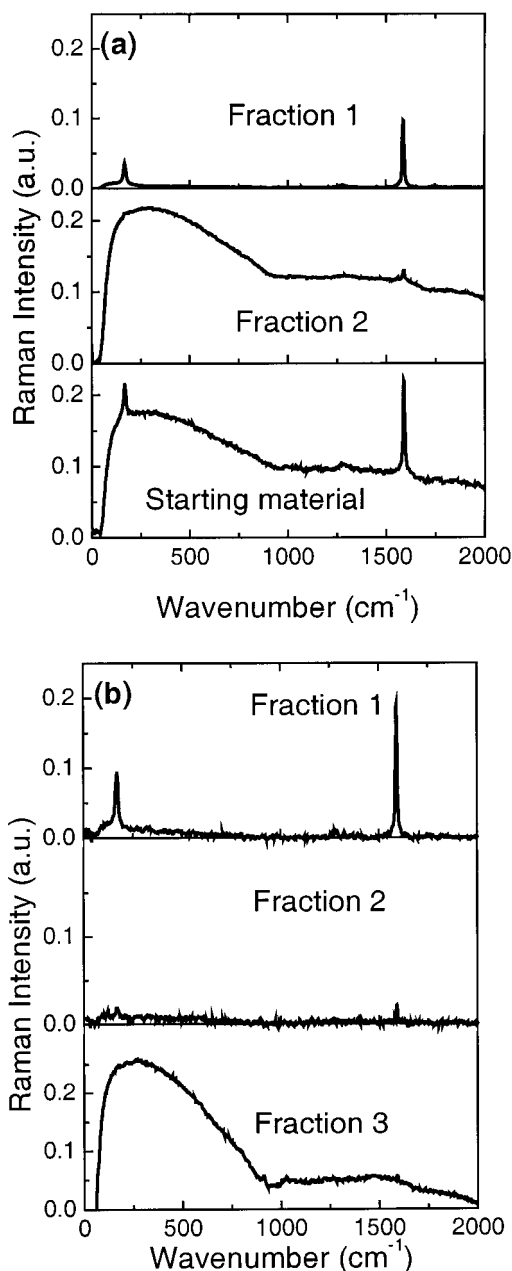 (a)
Raman Intensity (a.u.)
0.2
0.1
0.0
Fraction 1
0.2
0.1
0.0
Fraction 2
0.2
0.1
0.0
Starting material
0 500 1000 1500 2000
Wavenumber (cm⁻¹)
(b)
Raman Intensity (a.u.)
0.2
0.1
0.0
Fraction 1
0.1
0.0
Fraction 2
0.2
0.1
0.0
Fraction 3
0 500 1000 1500 2000
Wavenumber (cm⁻¹)